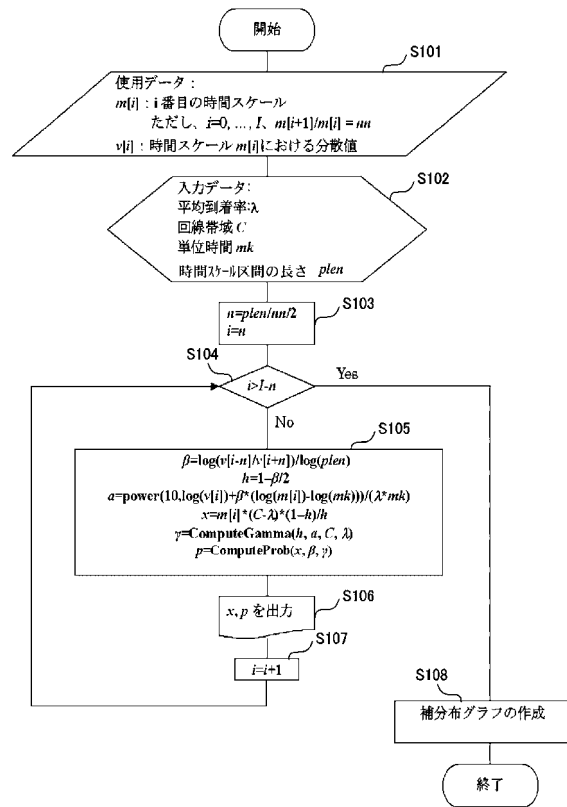 開始
S101
使用データ：
m[i]：i 番目の時間スケール
ただし、i=0, ..., I、m[i+1]/m[i] = nn
v[i]：時間スケール m[i]における分散値
S102
入力データ:
平均到着率:λ
回線帯域 C
単位時間 mk
時間スケール区間の長さ plen
S103
n=plen/nn/2
i=n
S104
i>I-n
Yes
No
S105
β=log(v[i-n]/v[i+n])/log(plen)
h=1-β/2
a=power(10,log(v[i])+β*(log(m[i])-log(mk)))/(λ*mk)
x=m[i]*(C-λ)*(1-h)/h
γ=ComputeGamma(h, a, C, λ)
p=ComputeProb(x, β, γ)
S106
x, p を出力
S107
i=i+1
S108
補分布グラフの作成
終了